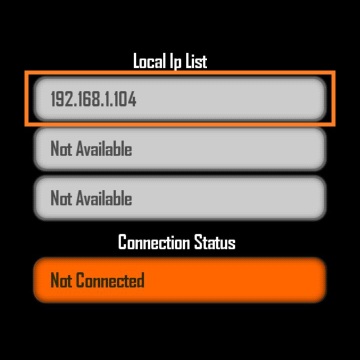 Local Ip List
192.168.1.104
Not Available
Not Available
Connection Status
Not Connected